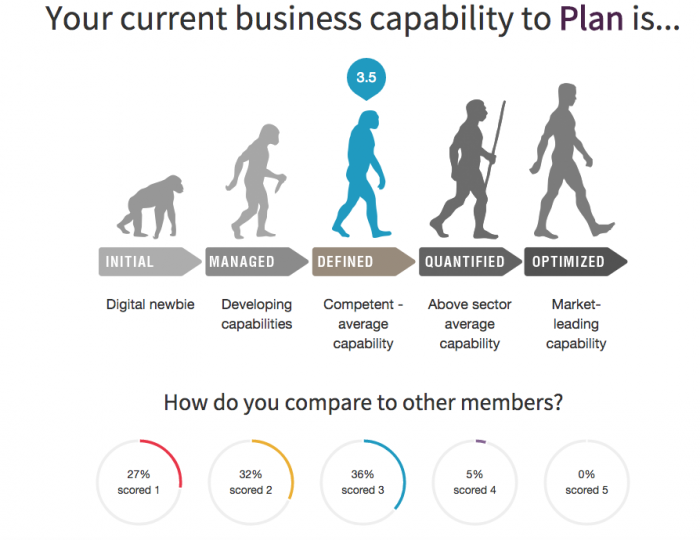 Your current business capability to Plan is...
3.5
INITIAL
MANAGED
DEFINED
QUANTIFIED
OPTIMIZED
Digital newbie
Developing
capabilities
Competent -
average
capability
Above sector
average
capability
Market-
leading
capability
How do you compare to other members?
27%
scored 1
32%
scored 2
36%
scored 3
5%
scored 4
0%
scored 5